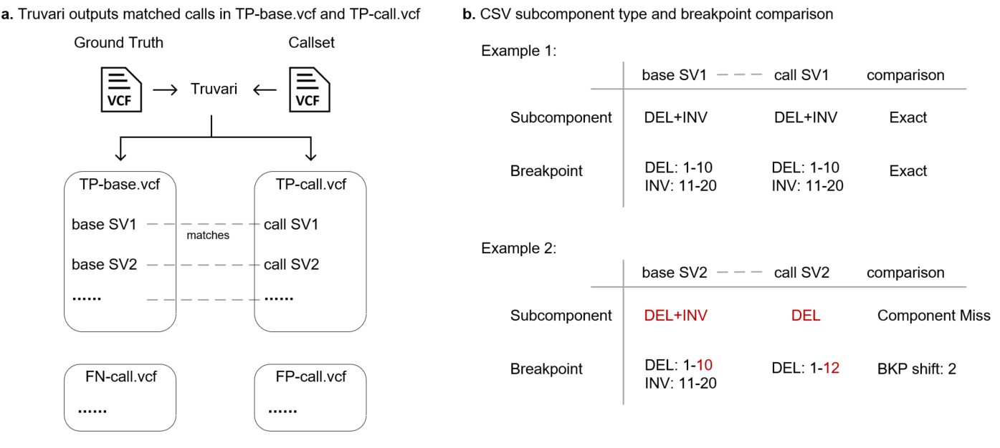 a. Truvari outputs matched calls in TP-base.vcf and TP-call.vcf
Ground Truth
Callset
VCF
Truvari
VCF
TP-base.vcf
TP-call.vcf
base SV1
matches
call SV1
base SV2
call SV2
......
......
FN-call.vcf
FP-call.vcf
......
......
b. CSV subcomponent type and breakpoint comparison
Example 1:
base SV1
call SV1
comparison
Subcomponent
DEL+INV
DEL+INV
Exact
Breakpoint
DEL: 1-10
INV: 11-20
DEL: 1-10
INV: 11-20
Exact
Example 2:
base SV2
call SV2
comparison
Subcomponent
DEL+INV
DEL
Component Miss
Breakpoint
DEL: 1-10
INV: 11-20
DEL: 1-12
BKP shift: 2